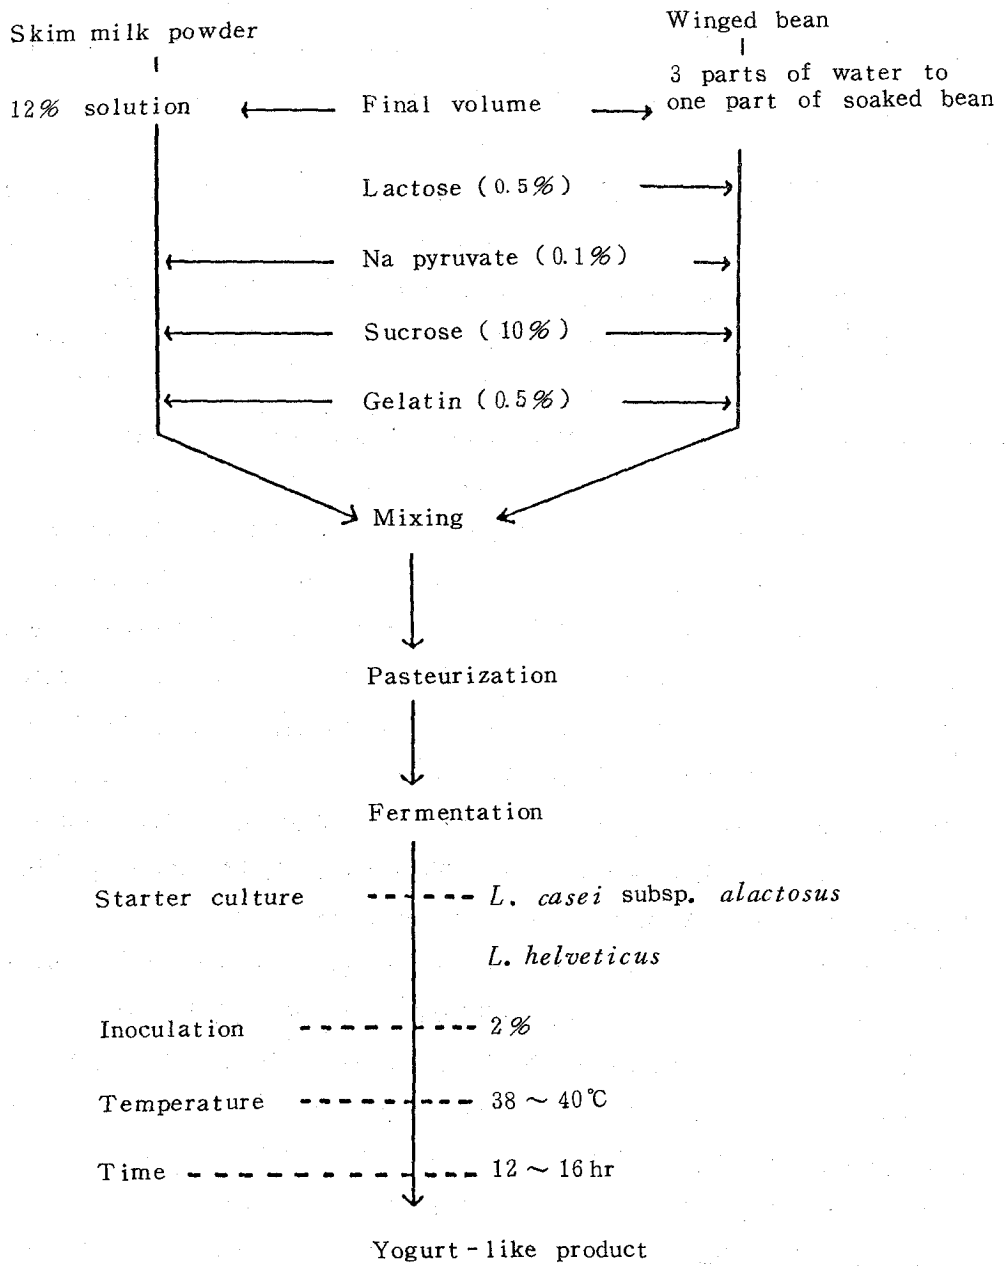 Skim milk powder
Winged bean
12% solution
Final volume
3 parts of water to
one part of soaked bean
Lactose (0.5%)
Na pyruvate (0.1%)
Sucrose (10%)
Gelatin (0.5%)
Mixing
Pasteurization
Fermentation
Starter culture
L. casei subsp. alactosus
L. helveticus
Inoculation
2%
Temperature
38 ~ 40℃
Time
12 ~ 16 hr
Yogurt-like product